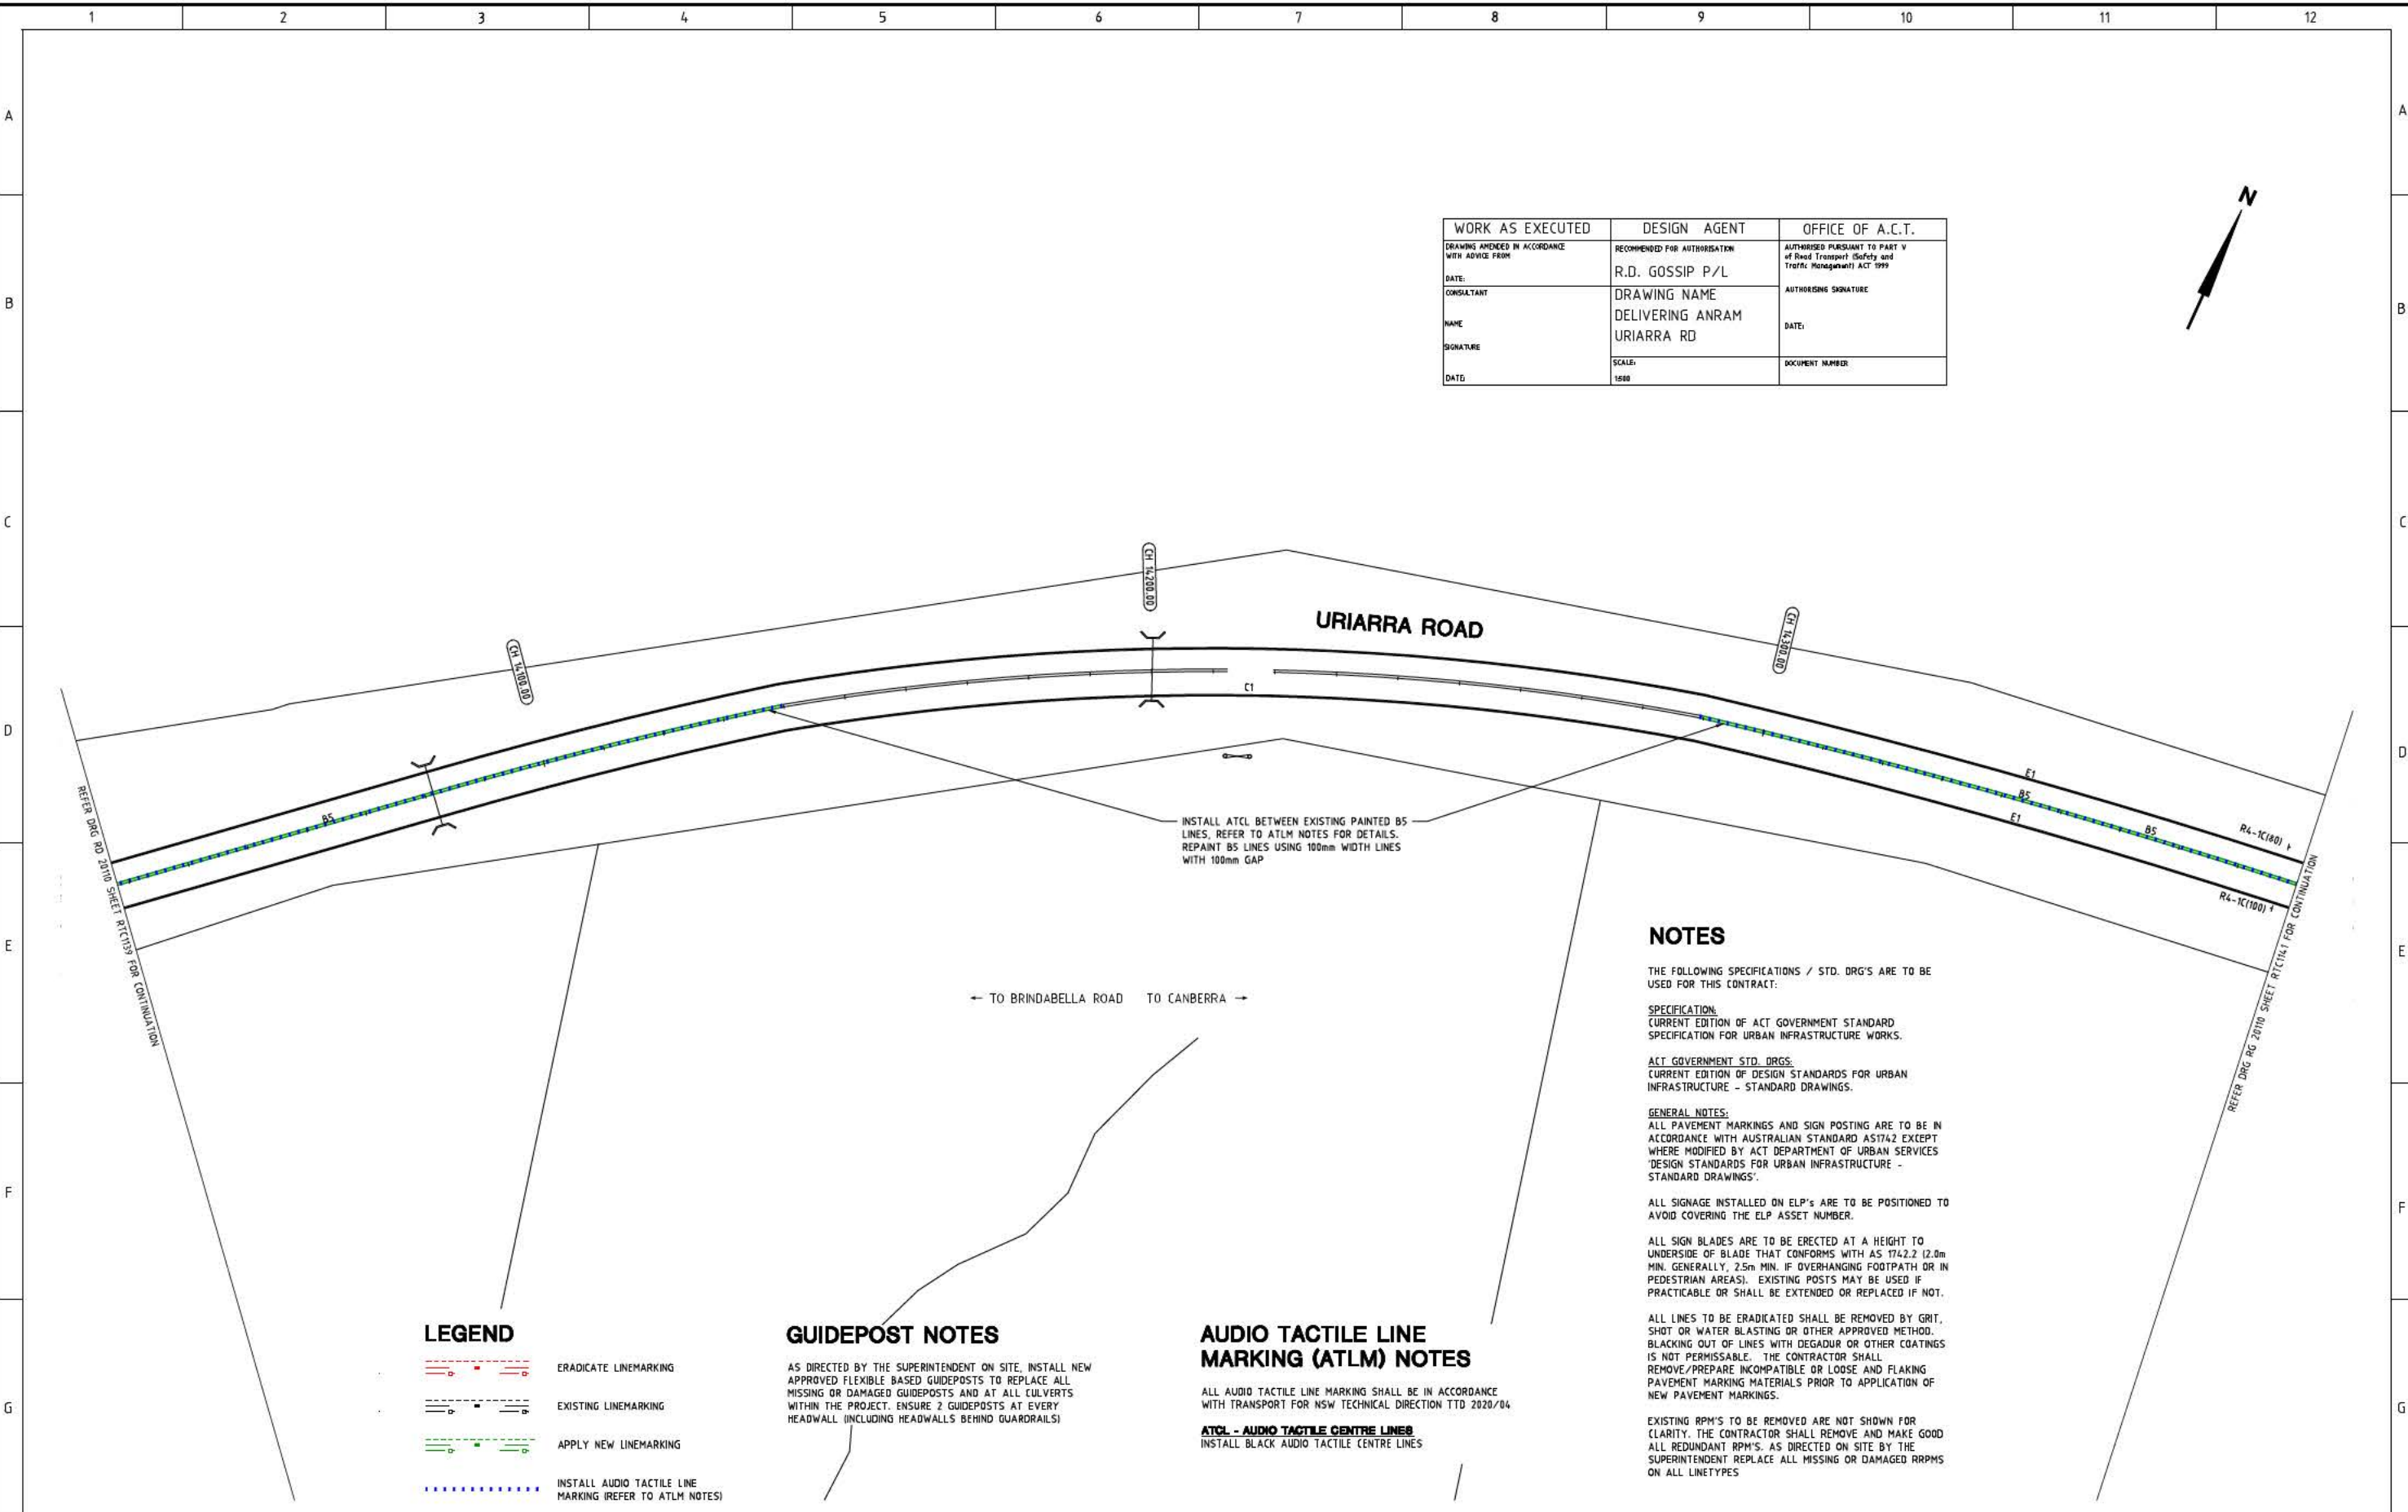 1 2 3 4 5 6 7 8 9 10 11 12
A
A
B
B
C
C
D
D
E
E
F
F
G
G
N
WORK AS EXECUTED
DRAWING AMENDED IN ACCORDANCE
WITH ADVICE FROM
DATE:
CONSULTANT
NAME
SIGNATURE
DATE:
DESIGN AGENT
RECOMMENDED FOR AUTHORISATION
R.D. GOSSIP P/L
DRAWING NAME
DELIVERING ANRAM
URIARRA RD
SCALE:
1:500
OFFICE OF A.C.T.
AUTHORISED PURSUANT TO PART V
of Road Transport (Safety and
Traffic Management) ACT 1999
AUTHORISING SIGNATURE
DATE:
DOCUMENT NUMBER
CH 14100.00
CH 14200.00
CH 14300.00
URIARRA ROAD
C1
B5
E1
B5
E1
B5
R4-1C(80)
R4-1C(100)
REFER DRG RD 20110 SHEET RTC1139 FOR CONTINUATION
REFER DRG RG 20110 SHEET RTC1141 FOR CONTINUATION
INSTALL ATCL BETWEEN EXISTING PAINTED B5
LINES, REFER TO ATLM NOTES FOR DETAILS.
REPAINT B5 LINES USING 100mm WIDTH LINES
WITH 100mm GAP
← TO BRINDABELLA ROAD TO CANBERRA →
LEGEND
ERADICATE LINEMARKING
EXISTING LINEMARKING
APPLY NEW LINEMARKING
INSTALL AUDIO TACTILE LINE
MARKING (REFER TO ATLM NOTES)
GUIDEPOST NOTES
AS DIRECTED BY THE SUPERINTENDENT ON SITE, INSTALL NEW
APPROVED FLEXIBLE BASED GUIDEPOSTS TO REPLACE ALL
MISSING OR DAMAGED GUIDEPOSTS AND AT ALL CULVERTS
WITHIN THE PROJECT. ENSURE 2 GUIDEPOSTS AT EVERY
HEADWALL (INCLUDING HEADWALLS BEHIND GUARDRAILS)
AUDIO TACTILE LINE
MARKING (ATLM) NOTES
ALL AUDIO TACTILE LINE MARKING SHALL BE IN ACCORDANCE
WITH TRANSPORT FOR NSW TECHNICAL DIRECTION TTD 2020/04
ATCL - AUDIO TACTILE CENTRE LINES
INSTALL BLACK AUDIO TACTILE CENTRE LINES
NOTES
THE FOLLOWING SPECIFICATIONS / STD. DRG'S ARE TO BE
USED FOR THIS CONTRACT:
SPECIFICATION:
CURRENT EDITION OF ACT GOVERNMENT STANDARD
SPECIFICATION FOR URBAN INFRASTRUCTURE WORKS.
ACT GOVERNMENT STD. DRGS:
CURRENT EDITION OF DESIGN STANDARDS FOR URBAN
INFRASTRUCTURE - STANDARD DRAWINGS.
GENERAL NOTES:
ALL PAVEMENT MARKINGS AND SIGN POSTING ARE TO BE IN
ACCORDANCE WITH AUSTRALIAN STANDARD AS1742 EXCEPT
WHERE MODIFIED BY ACT DEPARTMENT OF URBAN SERVICES
'DESIGN STANDARDS FOR URBAN INFRASTRUCTURE -
STANDARD DRAWINGS'.
ALL SIGNAGE INSTALLED ON ELP's ARE TO BE POSITIONED TO
AVOID COVERING THE ELP ASSET NUMBER.
ALL SIGN BLADES ARE TO BE ERECTED AT A HEIGHT TO
UNDERSIDE OF BLADE THAT CONFORMS WITH AS 1742.2 (2.0m
MIN. GENERALLY, 2.5m MIN. IF OVERHANGING FOOTPATH OR IN
PEDESTRIAN AREAS). EXISTING POSTS MAY BE USED IF
PRACTICABLE OR SHALL BE EXTENDED OR REPLACED IF NOT.
ALL LINES TO BE ERADICATED SHALL BE REMOVED BY GRIT,
SHOT OR WATER BLASTING OR OTHER APPROVED METHOD.
BLACKING OUT OF LINES WITH DEGADUR OR OTHER COATINGS
IS NOT PERMISSABLE. THE CONTRACTOR SHALL
REMOVE/PREPARE INCOMPATIBLE OR LOOSE AND FLAKING
PAVEMENT MARKING MATERIALS PRIOR TO APPLICATION OF
NEW PAVEMENT MARKINGS.
EXISTING RPM'S TO BE REMOVED ARE NOT SHOWN FOR
CLARITY. THE CONTRACTOR SHALL REMOVE AND MAKE GOOD
ALL REDUNDANT RPM'S. AS DIRECTED ON SITE BY THE
SUPERINTENDENT REPLACE ALL MISSING OR DAMAGED RRPMS
ON ALL LINETYPES